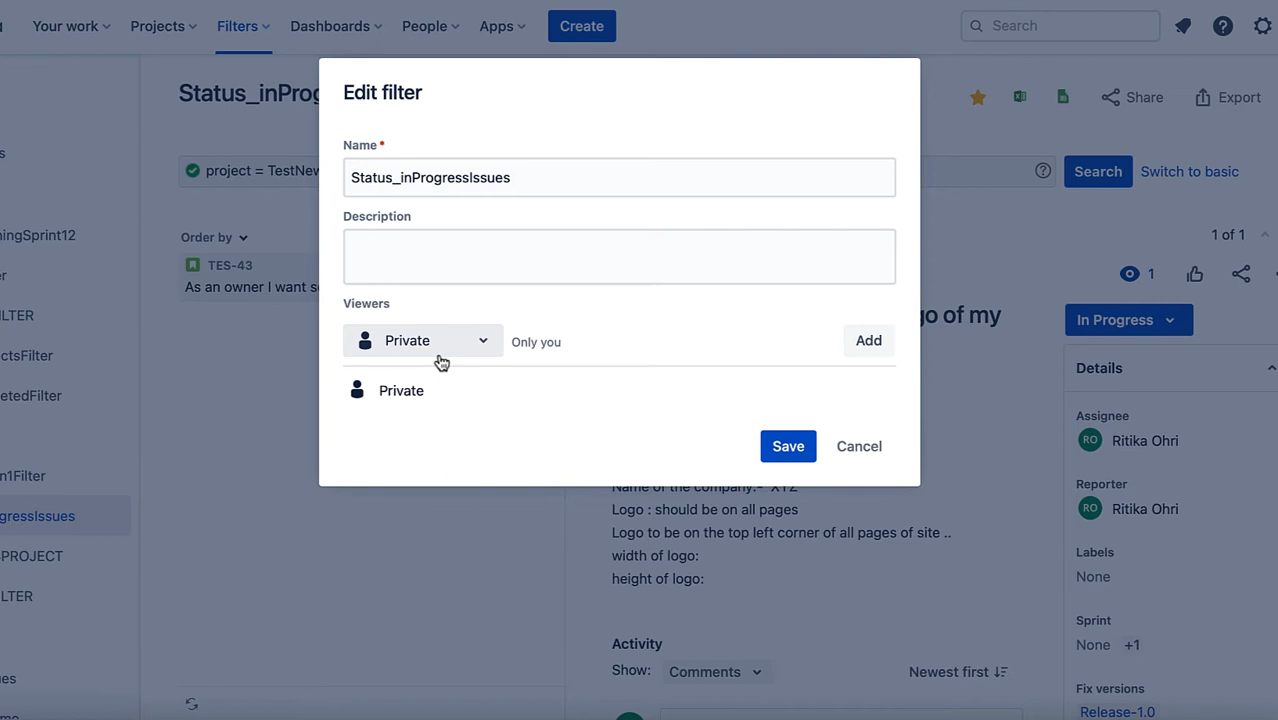 Your work Projects Filters Dashboards People Apps Create Search
Edit filter
Status_inProg
Share Export
Name*
project = TestNew
Status_inProgressIssues
Search Switch to basic
Description
Order by
ningSprint12
1 of 1
TES-43
1
As an owner I want s
Viewers
go of my
In Progress
FILTER
Private Only you Add
ectsFilter
Details
Private
etedFilter
Assignee
RO Ritika Ohri
Save Cancel
n1Filter
Reporter
Name of the company:- XYZ
RO Ritika Ohri
Logo : should be on all pages
gressIssues
Logo to be on the top left corner of all pages of site ..
width of logo:
Labels
PROJECT
None
height of logo:
Sprint
None +1
Activity
Show: Comments Newest first
Fix versions
Release-1.0